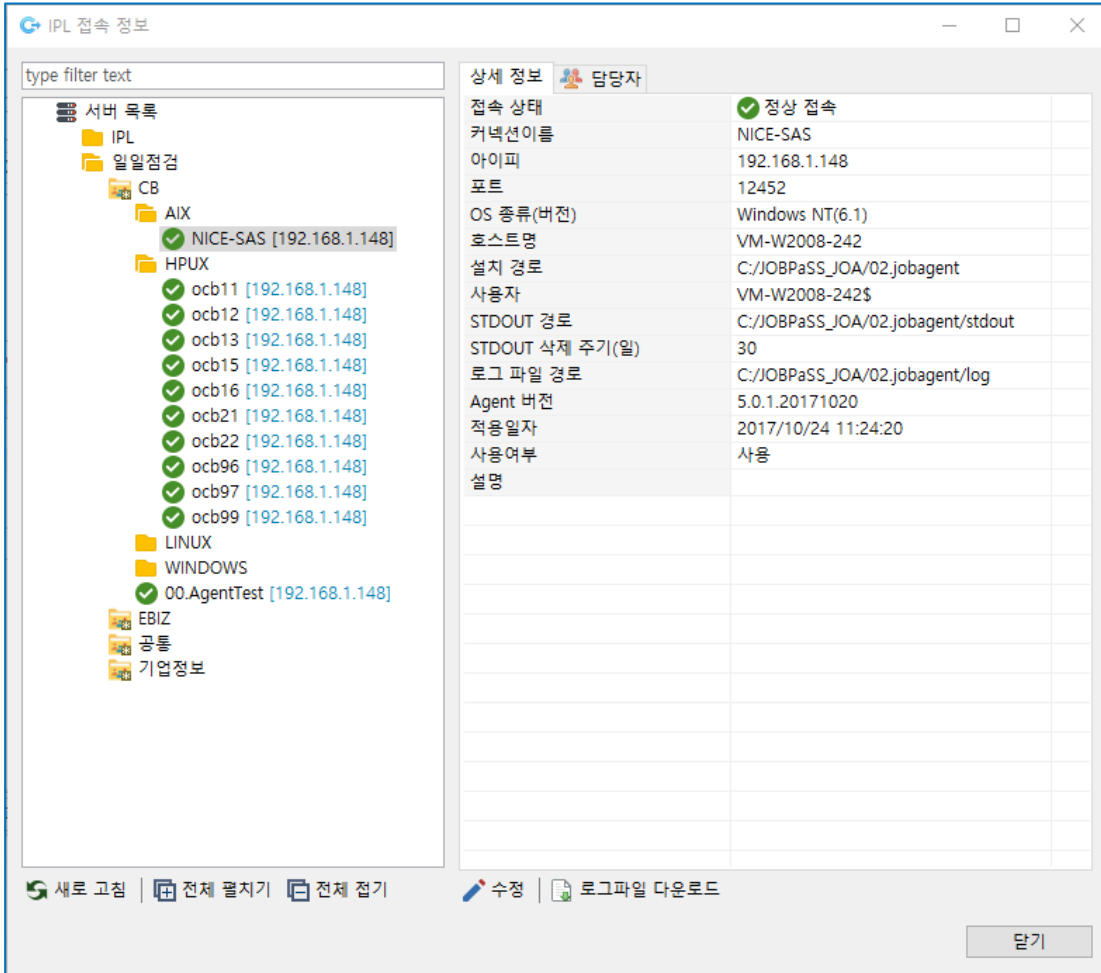 IPL 접속 정보
type filter text
서버 목록
IPL
일일점검
CB
AIX
NICE-SAS [192.168.1.148]
HPUX
ocb11 [192.168.1.148]
ocb12 [192.168.1.148]
ocb13 [192.168.1.148]
ocb15 [192.168.1.148]
ocb16 [192.168.1.148]
ocb21 [192.168.1.148]
ocb22 [192.168.1.148]
ocb96 [192.168.1.148]
ocb97 [192.168.1.148]
ocb99 [192.168.1.148]
LINUX
WINDOWS
00.AgentTest [192.168.1.148]
EBIZ
공통
기업정보
새로 고침 전체 펼치기 전체 접기
상세 정보 담당자
접속 상태 정상 접속
커넥션이름 NICE-SAS
아이피 192.168.1.148
포트 12452
OS 종류(버전) Windows NT(6.1)
호스트명 VM-W2008-242
설치 경로 C:/JOBPaSS_JOA/02.jobagent
사용자 VM-W2008-242$
STDOUT 경로 C:/JOBPaSS_JOA/02.jobagent/stdout
STDOUT 삭제 주기(일) 30
로그 파일 경로 C:/JOBPaSS_JOA/02.jobagent/log
Agent 버전 5.0.1.20171020
적용일자 2017/10/24 11:24:20
사용여부 사용
설명
수정 로그파일 다운로드
닫기